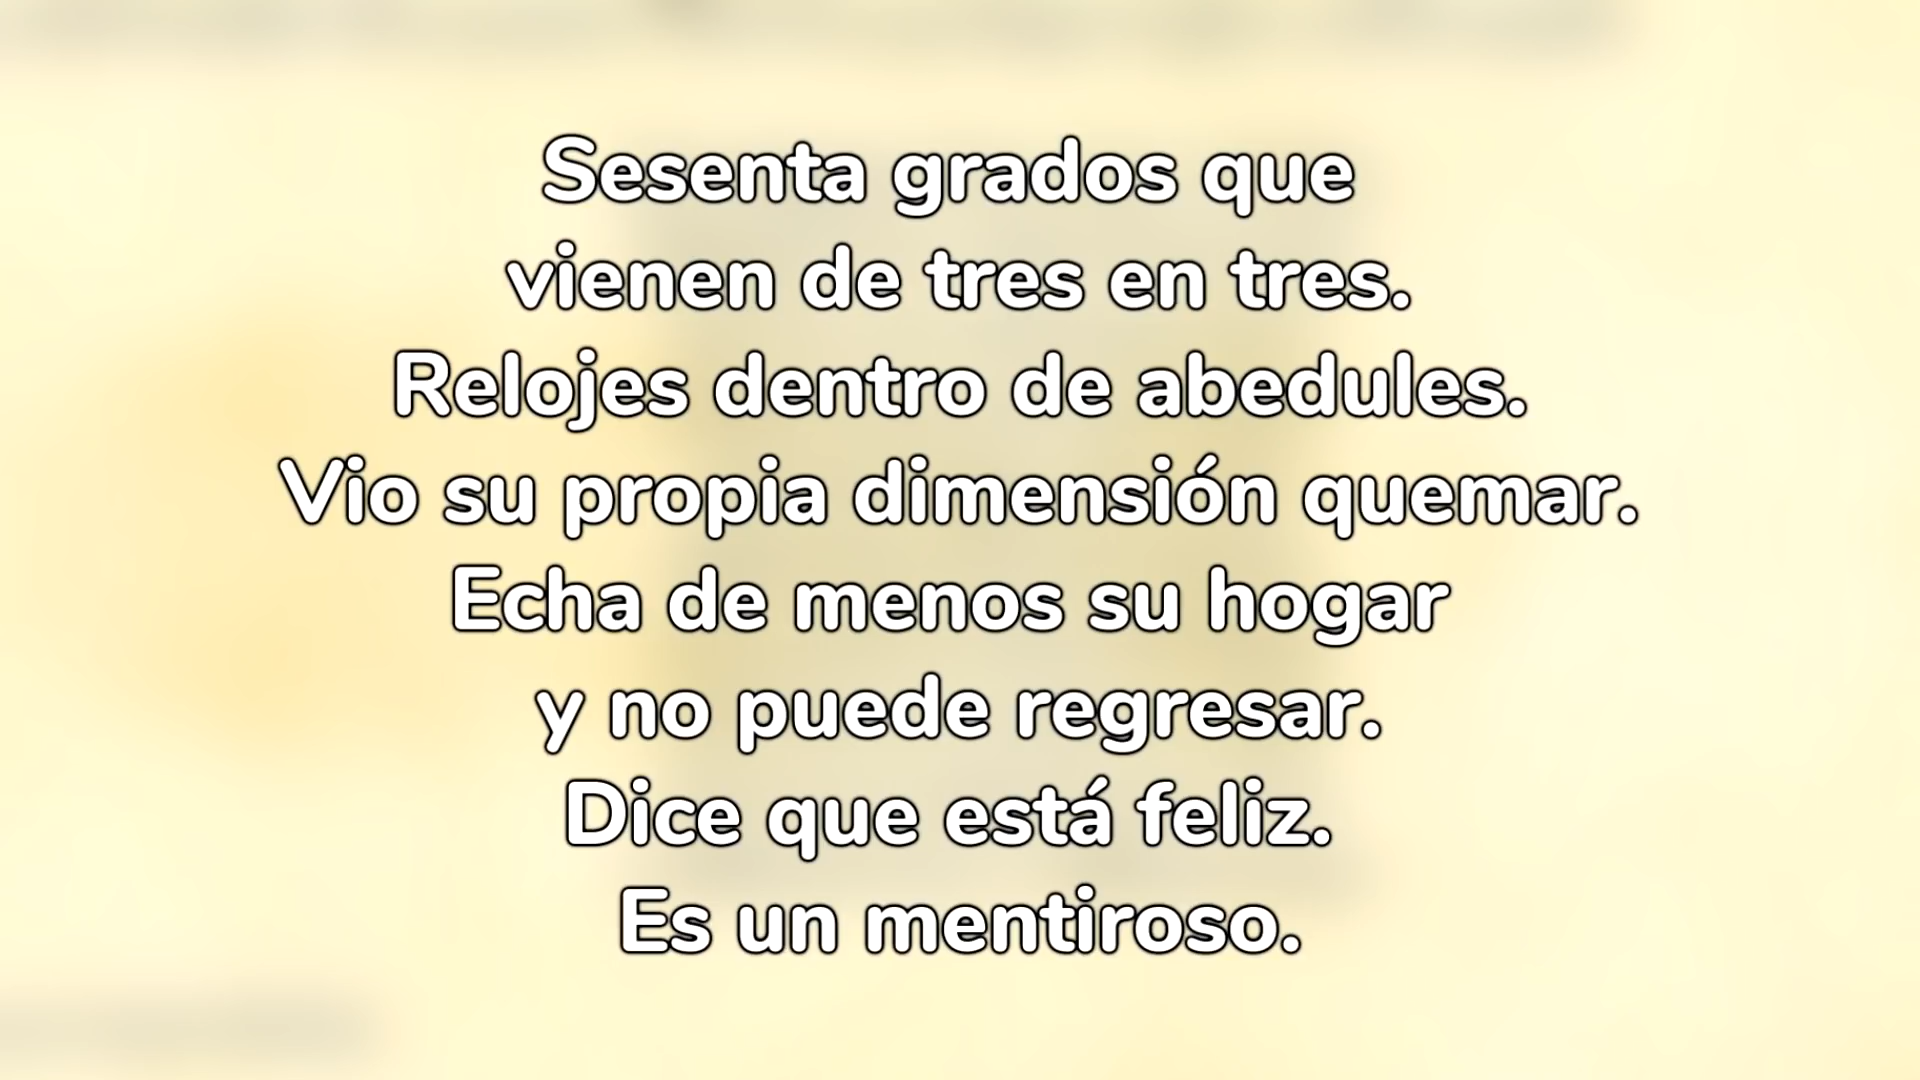 Sesenta grados que
vienen de tres en tres.
Relojes dentro de abedules.
Vio su propia dimensión quemar.
Echa de menos su hogar
y no puede regresar.
Dice que está feliz.
Es un mentiroso.